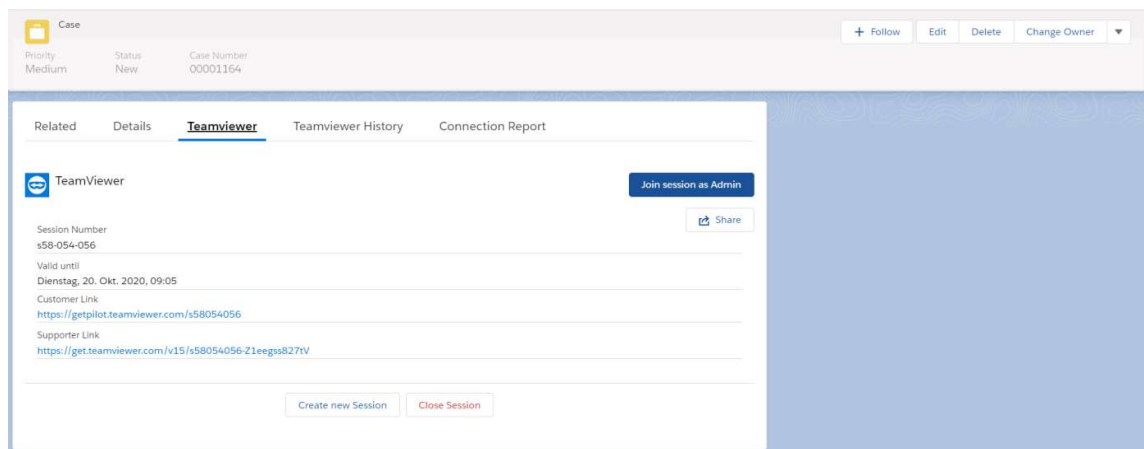 Case
+ Follow Edit Delete Change Owner
Priority Status Case Number
Medium New 00001164
Related Details Teamviewer Teamviewer History Connection Report
TeamViewer
Join session as Admin
Share
Session Number
s58-054-056
Valid until
Dienstag, 20. Okt. 2020, 09:05
Customer Link
https://getpilot.teamviewer.com/s58054056
Supporter Link
https://get.teamviewer.com/v15/s58054056-Z1eegss827tV
Create new Session Close Session